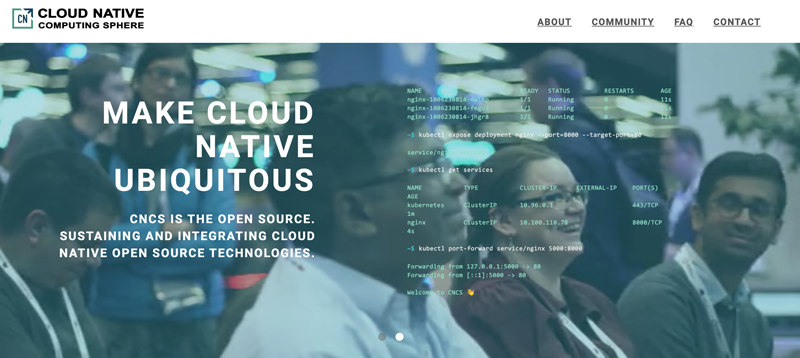 CN
CLOUD NATIVE
COMPUTING SPHERE
ABOUT COMMUNITY FAQ CONTACT
MAKE CLOUD
NATIVE
UBIQUITOUS
CNCS IS THE OPEN SOURCE.
SUSTAINING AND INTEGRATING CLOUD
NATIVE OPEN SOURCE TECHNOLOGIES.
NAME READY STATUS RESTARTS AGE
nginx-1006230814- 1/1 Running 0 11s
nginx-1006230814-fmgu 1/1 Running 0 11s
nginx-1006230814-jhgr8 1/1 Running 0 11s
~$ kubectl expose deployment nginx --port=8000 --target-port=
service/ng
~$ kubectl get services
NAME TYPE CLUSTER-IP EXTERNAL-IP PORT(S)
AGE
kubernetes ClusterIP 10.96.0.1 443/TCP
1m
nginx ClusterIP 10.100.110.78 8000/TCP
4s
~$ kubectl port-forward service/nginx 5000:8000
Forwarding from 127.0.0.1:5000 -> 80
Forwarding from [::1]:5000 -> 80
Welcome to CNCS 👋